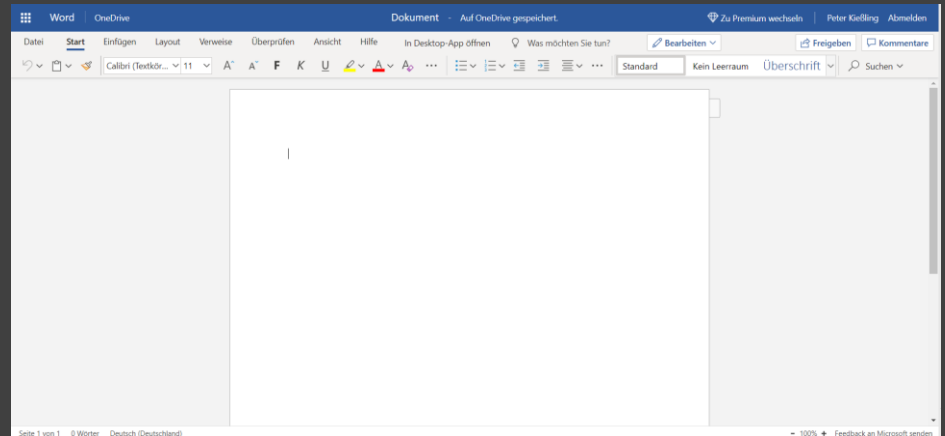 Word OneDrive Dokument - Auf OneDrive gespeichert. Zu Premium wechseln Peter Kießling Abmelden
Datei Start Einfügen Layout Verweise Überprüfen Ansicht Hilfe In Desktop-App öffnen Was möchten Sie tun? Bearbeiten Freigeben Kommentare
Calibri (Textkör... 11 A A F K U A A ... ... Standard Kein Leerraum Überschrift Suchen
Seite 1 von 1 0 Wörter Deutsch (Deutschland) - 100% + Feedback an Microsoft senden